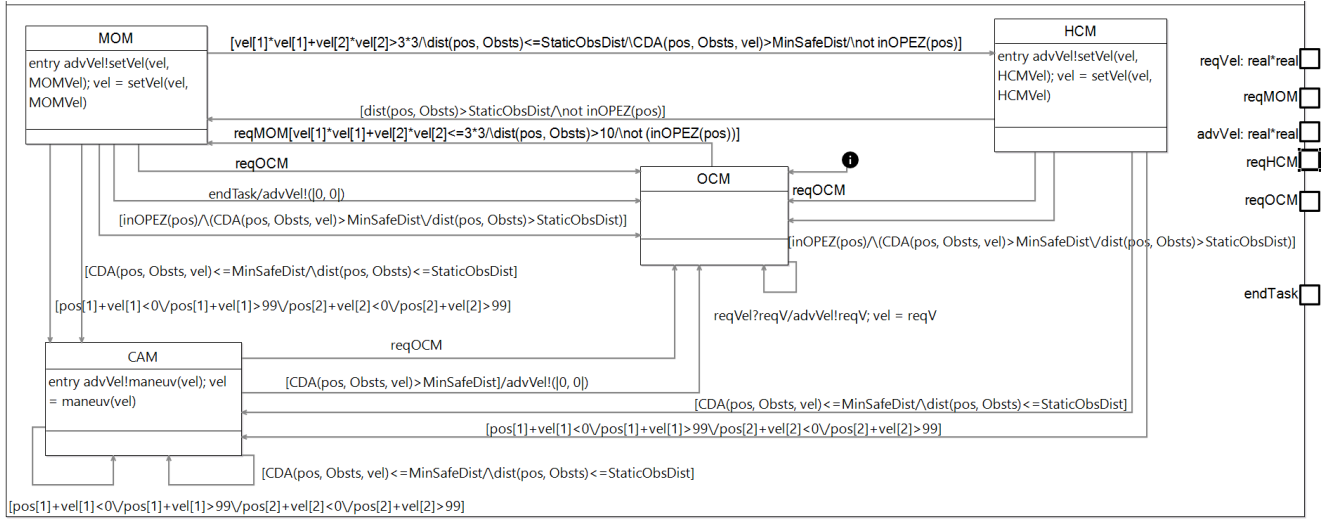 MOM
entry advVel!setVel(vel,
MOMVel); vel = setVel(vel,
MOMVel)
[vel[1]*vel[1]+vel[2]*vel[2]>3*3/\dist(pos, Obsts)<=StaticObsDist/\CDA(pos, Obsts, vel)>MinSafeDist/\not inOPEZ(pos)]
HCM
entry advVel!setVel(vel,
HCMVel); vel = setVel(vel,
HCMVel)
reqVel: real*real
reqMOM
advVel: real*real
reqHCM
reqOCM
endTask
[dist(pos, Obsts)>StaticObsDist/\not inOPEZ(pos)]
reqMOM[vel[1]*vel[1]+vel[2]*vel[2]<=3*3/\dist(pos, Obsts)>10/\not (inOPEZ(pos))]
reqOCM
i
OCM
reqOCM
endTask/advVel!(|0, 0|)
[inOPEZ(pos)/\(CDA(pos, Obsts, vel)>MinSafeDist\/dist(pos, Obsts)>StaticObsDist)]
[inOPEZ(pos)/\(CDA(pos, Obsts, vel)>MinSafeDist\/dist(pos, Obsts)>StaticObsDist)]
[CDA(pos, Obsts, vel)<=MinSafeDist/\dist(pos, Obsts)<=StaticObsDist]
[pos[1]+vel[1]<0\/pos[1]+vel[1]>99\/pos[2]+vel[2]<0\/pos[2]+vel[2]>99]
reqVel?reqV/advVel!reqV; vel = reqV
CAM
entry advVel!maneuv(vel); vel
= maneuv(vel)
reqOCM
[CDA(pos, Obsts, vel)>MinSafeDist]/advVel!(|0, 0|)
[CDA(pos, Obsts, vel)<=MinSafeDist/\dist(pos, Obsts)<=StaticObsDist]
[pos[1]+vel[1]<0\/pos[1]+vel[1]>99\/pos[2]+vel[2]<0\/pos[2]+vel[2]>99]
[CDA(pos, Obsts, vel)<=MinSafeDist/\dist(pos, Obsts)<=StaticObsDist]
[pos[1]+vel[1]<0\/pos[1]+vel[1]>99\/pos[2]+vel[2]<0\/pos[2]+vel[2]>99]